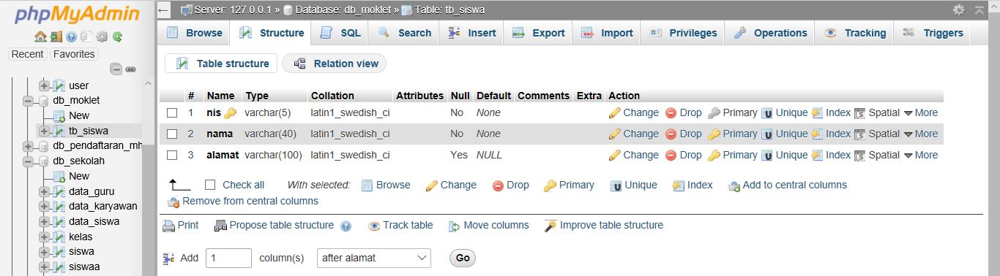 phpMyAdmin
Recent Favorites
user
db_moklet
New
tb_siswa
db_pendaftaran_mh
db_sekolah
New
data_guru
data_karyawan
data_siswa
kelas
siswa
siswaa
Server: 127.0.0.1 » Database: db_moklet » Table: tb_siswa
Browse Structure SQL Search Insert Export Import Privileges Operations Tracking Triggers
Table structure Relation view
# Name Type Collation Attributes Null Default Comments Extra Action
1 nis varchar(5) latin1_swedish_ci No None Change Drop Primary Unique Index Spatial More
2 nama varchar(40) latin1_swedish_ci No None Change Drop Primary Unique Index Spatial More
3 alamat varchar(100) latin1_swedish_ci Yes NULL Change Drop Primary Unique Index Spatial More
Check all With selected: Browse Change Drop Primary Unique Index Add to central columns
Remove from central columns
Print Propose table structure Track table Move columns Improve table structure
Add 1 column(s) after alamat Go